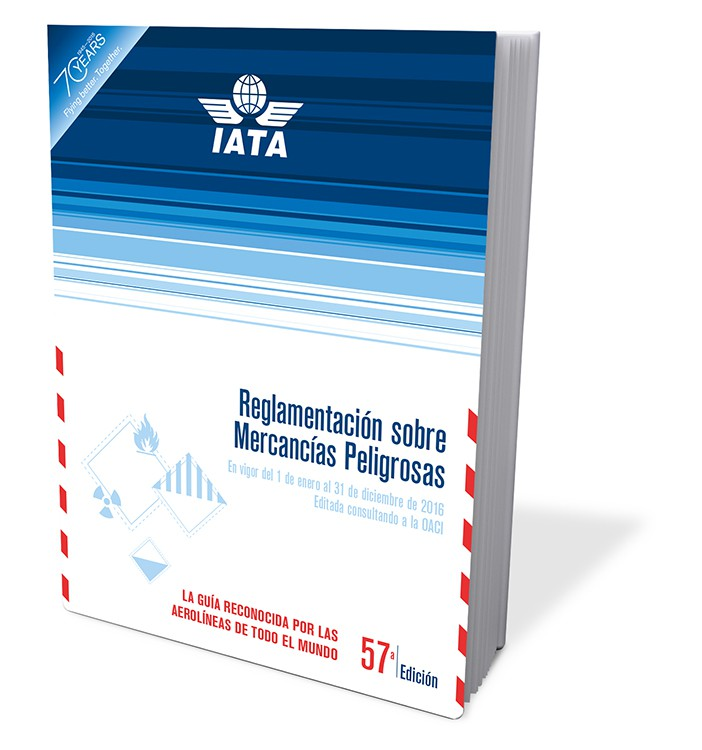 70 1945-2015
YEARS
Flying better. Together.
IATA
Reglamentación sobre
Mercancías Peligrosas
En vigor del 1 de enero al 31 de diciembre de 2016
Editada consultando a la OACI
LA GUÍA RECONOCIDA POR LAS
AEROLÍNEAS DE TODO EL MUNDO
57ª Edición